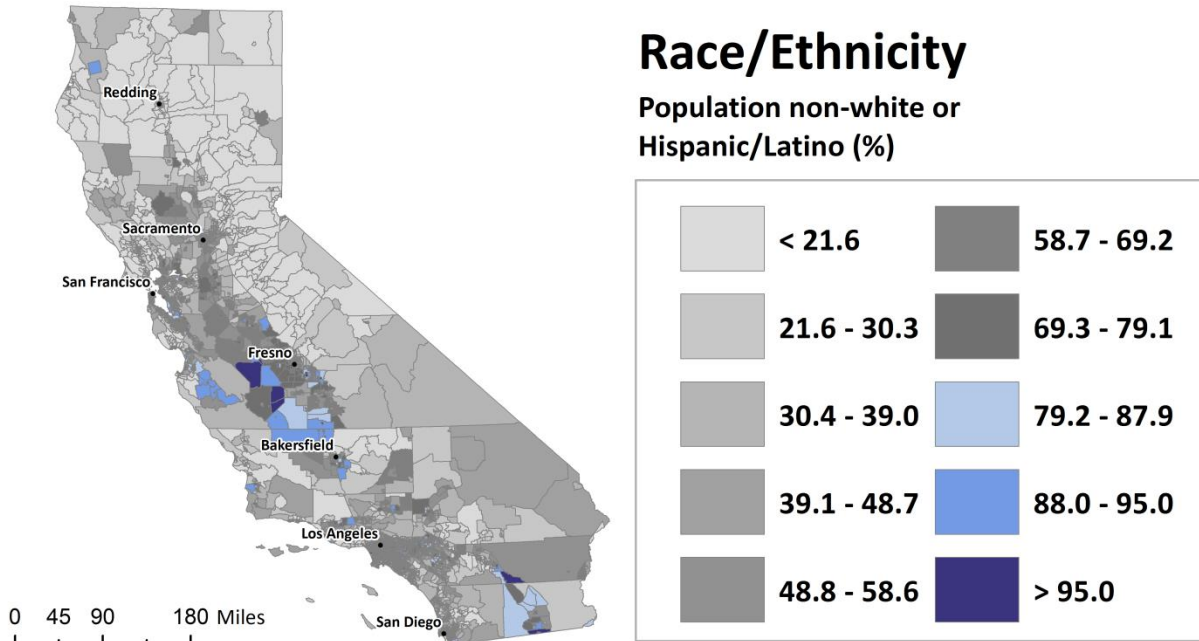 Race/Ethnicity
Population non-white or
Hispanic/Latino (%)
< 21.6
58.7 - 69.2
21.6 - 30.3
69.3 - 79.1
30.4 - 39.0
79.2 - 87.9
39.1 - 48.7
88.0 - 95.0
48.8 - 58.6
> 95.0
Redding
Sacramento
San Francisco
Fresno
Bakersfield
Los Angeles
San Diego
0 45 90 180 Miles